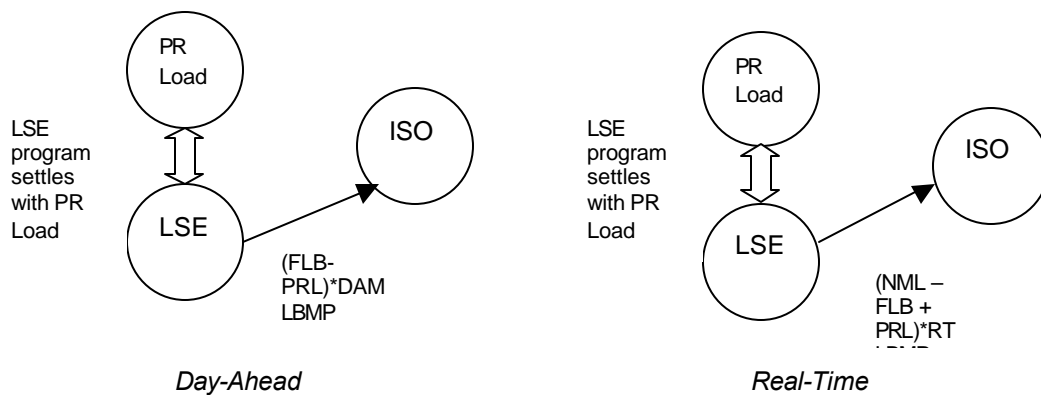 PR
Load
LSE
program
settles
with PR
Load
ISO
LSE
(FLB-
PRL)*DAM
LBMP
Day-Ahead
PR
Load
LSE
program
settles
with PR
Load
ISO
LSE
(NML –
FLB +
PRL)*RT
Real-Time